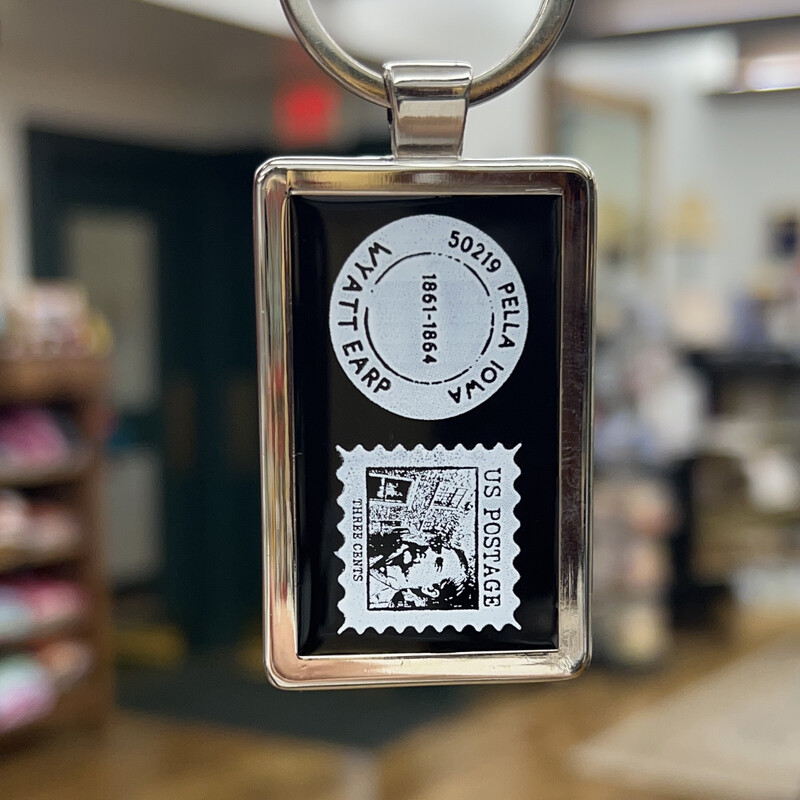 50219 PELLA IOWA
1861-1864
WYATT EARP
US POSTAGE
THREE CENTS